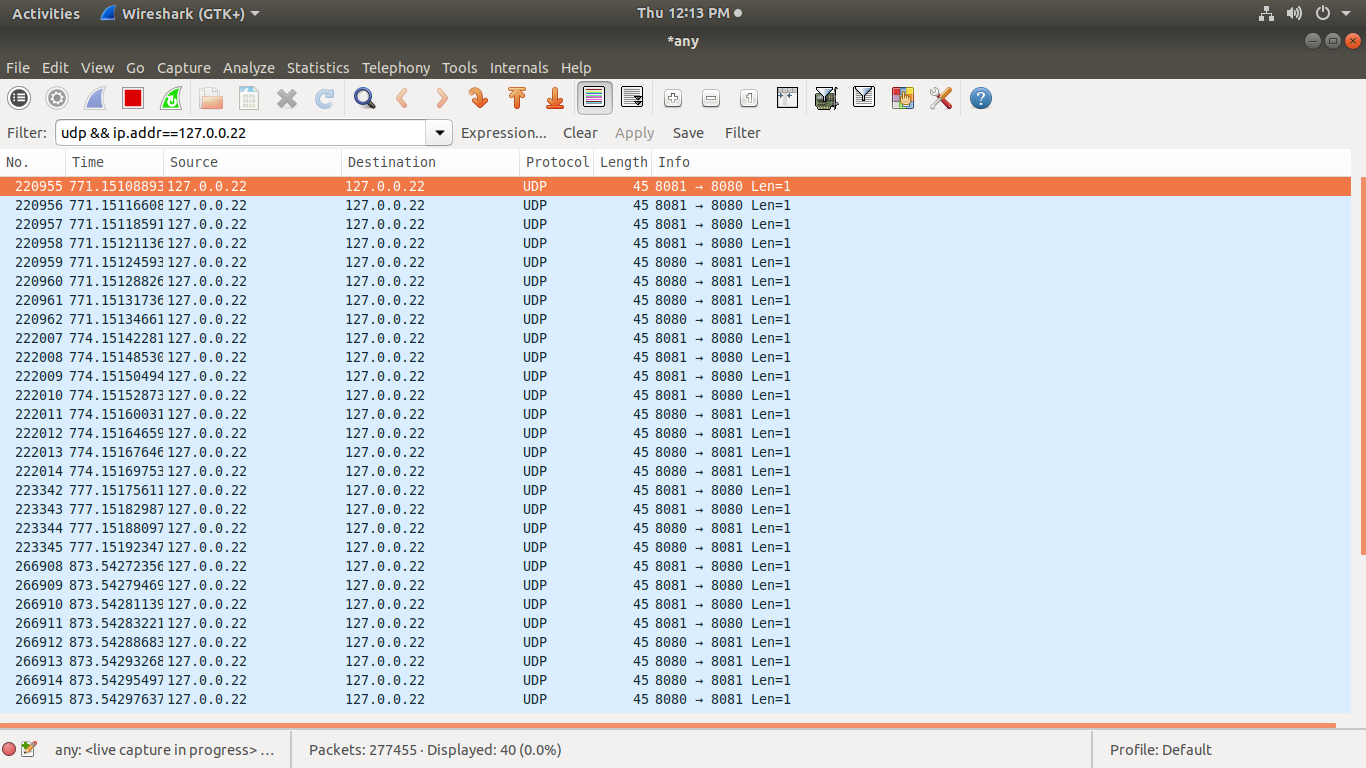 Activities Wireshark (GTK+) Thu 12:13 PM
*any
File Edit View Go Capture Analyze Statistics Telephony Tools Internals Help
Filter: udp && ip.addr==127.0.0.22 Expression... Clear Apply Save Filter
No. Time Source Destination Protocol Length Info
220955 771.15108893 127.0.0.22 127.0.0.22 UDP 45 8081 → 8080 Len=1
220956 771.15116608 127.0.0.22 127.0.0.22 UDP 45 8081 → 8080 Len=1
220957 771.15118591 127.0.0.22 127.0.0.22 UDP 45 8081 → 8080 Len=1
220958 771.15121136 127.0.0.22 127.0.0.22 UDP 45 8081 → 8080 Len=1
220959 771.15124593 127.0.0.22 127.0.0.22 UDP 45 8080 → 8081 Len=1
220960 771.15128826 127.0.0.22 127.0.0.22 UDP 45 8080 → 8081 Len=1
220961 771.15131736 127.0.0.22 127.0.0.22 UDP 45 8080 → 8081 Len=1
220962 771.15134661 127.0.0.22 127.0.0.22 UDP 45 8080 → 8081 Len=1
222007 774.15142281 127.0.0.22 127.0.0.22 UDP 45 8081 → 8080 Len=1
222008 774.15148530 127.0.0.22 127.0.0.22 UDP 45 8081 → 8080 Len=1
222009 774.15150494 127.0.0.22 127.0.0.22 UDP 45 8081 → 8080 Len=1
222010 774.15152873 127.0.0.22 127.0.0.22 UDP 45 8081 → 8080 Len=1
222011 774.15160031 127.0.0.22 127.0.0.22 UDP 45 8080 → 8081 Len=1
222012 774.15164659 127.0.0.22 127.0.0.22 UDP 45 8080 → 8081 Len=1
222013 774.15167646 127.0.0.22 127.0.0.22 UDP 45 8080 → 8081 Len=1
222014 774.15169753 127.0.0.22 127.0.0.22 UDP 45 8080 → 8081 Len=1
223342 777.15175611 127.0.0.22 127.0.0.22 UDP 45 8081 → 8080 Len=1
223343 777.15182987 127.0.0.22 127.0.0.22 UDP 45 8081 → 8080 Len=1
223344 777.15188097 127.0.0.22 127.0.0.22 UDP 45 8080 → 8081 Len=1
223345 777.15192347 127.0.0.22 127.0.0.22 UDP 45 8080 → 8081 Len=1
266908 873.54272356 127.0.0.22 127.0.0.22 UDP 45 8081 → 8080 Len=1
266909 873.54279469 127.0.0.22 127.0.0.22 UDP 45 8081 → 8080 Len=1
266910 873.54281139 127.0.0.22 127.0.0.22 UDP 45 8081 → 8080 Len=1
266911 873.54283221 127.0.0.22 127.0.0.22 UDP 45 8081 → 8080 Len=1
266912 873.54288683 127.0.0.22 127.0.0.22 UDP 45 8080 → 8081 Len=1
266913 873.54293268 127.0.0.22 127.0.0.22 UDP 45 8080 → 8081 Len=1
266914 873.54295497 127.0.0.22 127.0.0.22 UDP 45 8080 → 8081 Len=1
266915 873.54297637 127.0.0.22 127.0.0.22 UDP 45 8080 → 8081 Len=1
any: <live capture in progress> ... Packets: 277455 · Displayed: 40 (0.0%) Profile: Default